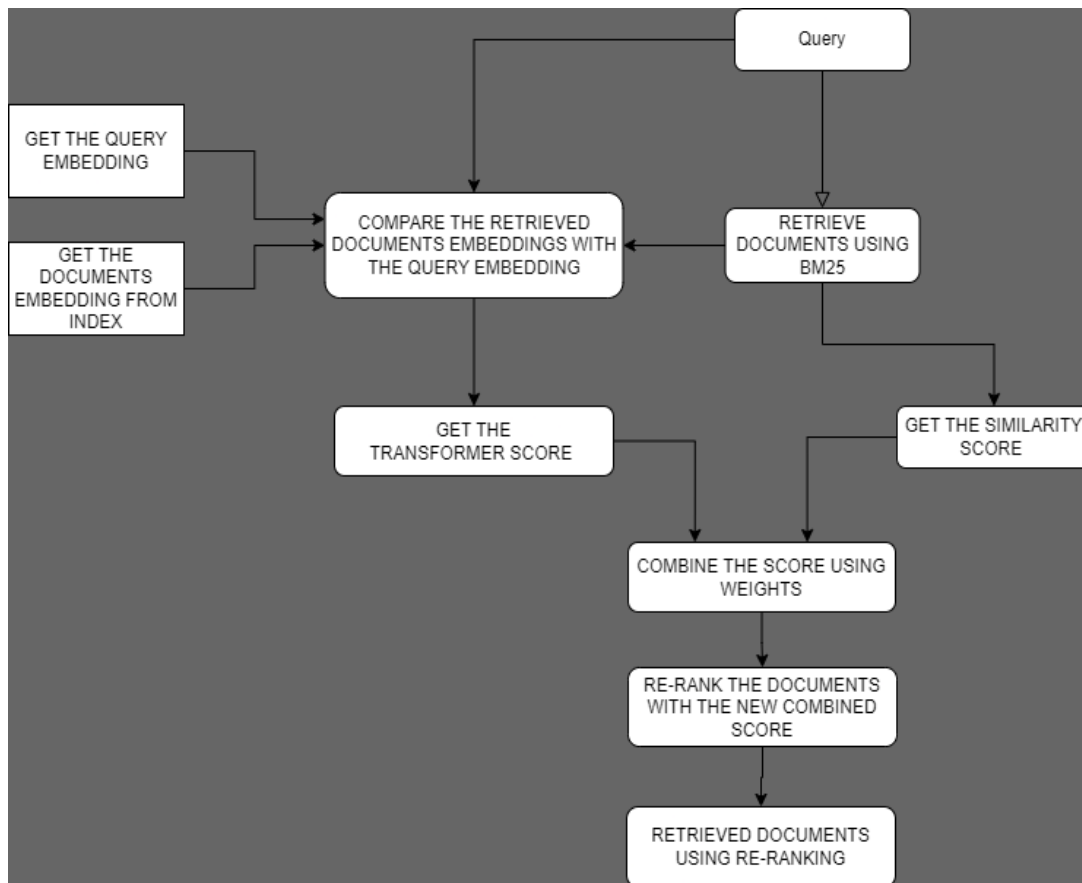 Query
GET THE QUERY
EMBEDDING
COMPARE THE RETRIEVED
DOCUMENTS EMBEDDINGS WITH
THE QUERY EMBEDDING
RETRIEVE
DOCUMENTS USING
BM25
GET THE
DOCUMENTS
EMBEDDING FROM
INDEX
GET THE
TRANSFORMER SCORE
GET THE SIMILARITY
SCORE
COMBINE THE SCORE USING
WEIGHTS
RE-RANK THE DOCUMENTS
WITH THE NEW COMBINED
SCORE
RETRIEVED DOCUMENTS
USING RE-RANKING